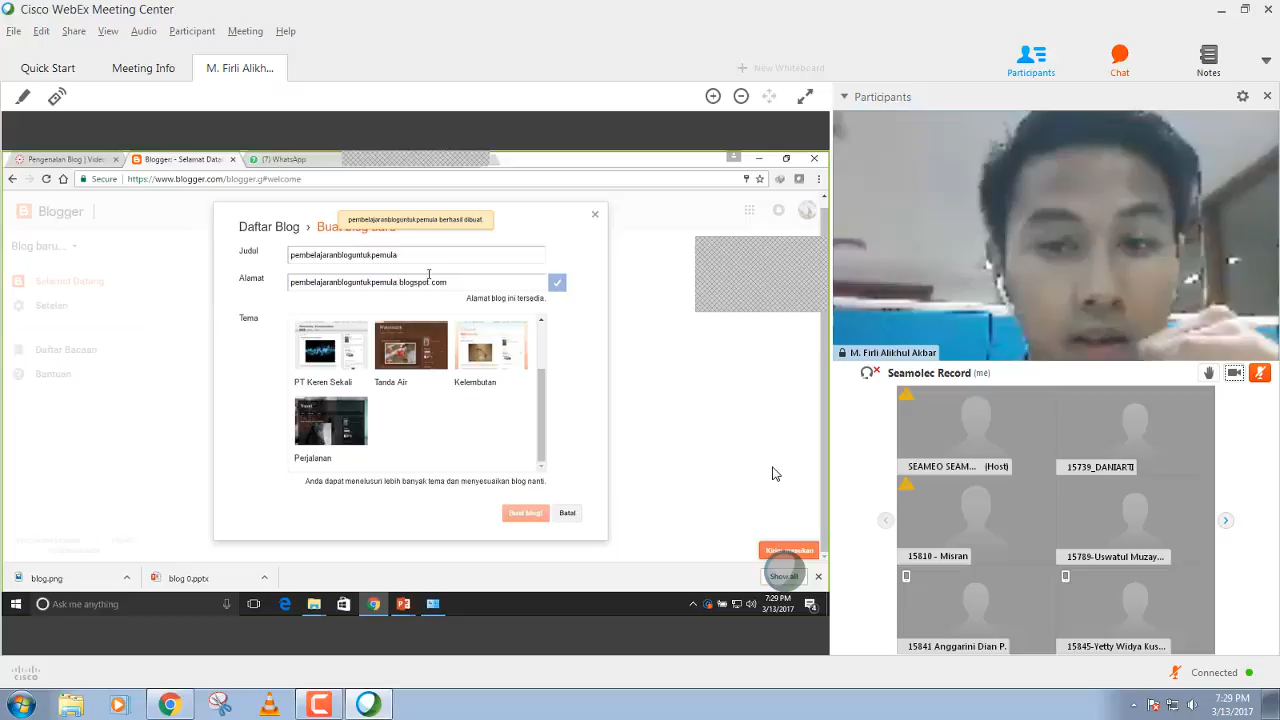 Cisco WebEx Meeting Center
File Edit Share View Audio Participant Meeting Help
Quick Start Meeting Info M. Firli Alikh...
New Whiteboard
Participants Chat Notes
Participants
Pengenalan Blog | Vide Blogger: - Selamat Data (7) WhatsApp
Secure https://www.blogger.com/blogger.g#welcome
Blogger
Blog baru...
Selamat Datang
Setelan
Daftar Bacaan
Bantuan
pembelajaranbloguntukpemula berhasil dibuat.
Daftar Blog › Buat blog baru
Judul pembelajaranbloguntukpemula
Alamat pembelajaranbloguntukpemula.blogspot.com
Alamat blog ini tersedia.
Tema
PT Keren Sekali Tanda Air Kelembutan
Perjalanan
Anda dapat menelusuri lebih banyak tema dan menyesuaikan blog nanti.
Buat blog! Batal
Kirim masukan
blog.png blog 0.pptx Show all
Ask me anything
7:29 PM
3/13/2017
M. Firli Alikhul Akbar
Seamolec Record (me)
SEAMEO SEAM... (Host) 15739_DANIARTI
15810 - Misran 15789-Uswatul Muzay...
15841 Anggarini Dian P. 15845-Yetty Widya Kus...
cisco
Connected
7:29 PM
3/13/2017